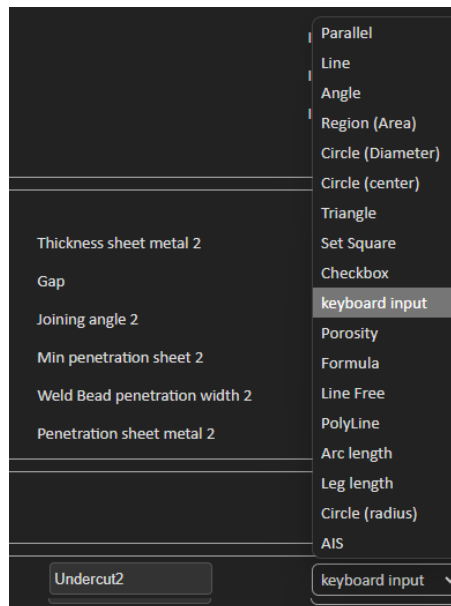 Parallel
Line
Angle
Region (Area)
Circle (Diameter)
Circle (center)
Triangle
Set Square
Checkbox
keyboard input
Porosity
Formula
Line Free
PolyLine
Arc length
Leg length
Circle (radius)
AIS
Thickness sheet metal 2
Gap
Joining angle 2
Min penetration sheet 2
Weld Bead penetration width 2
Penetration sheet metal 2
Undercut2
keyboard input